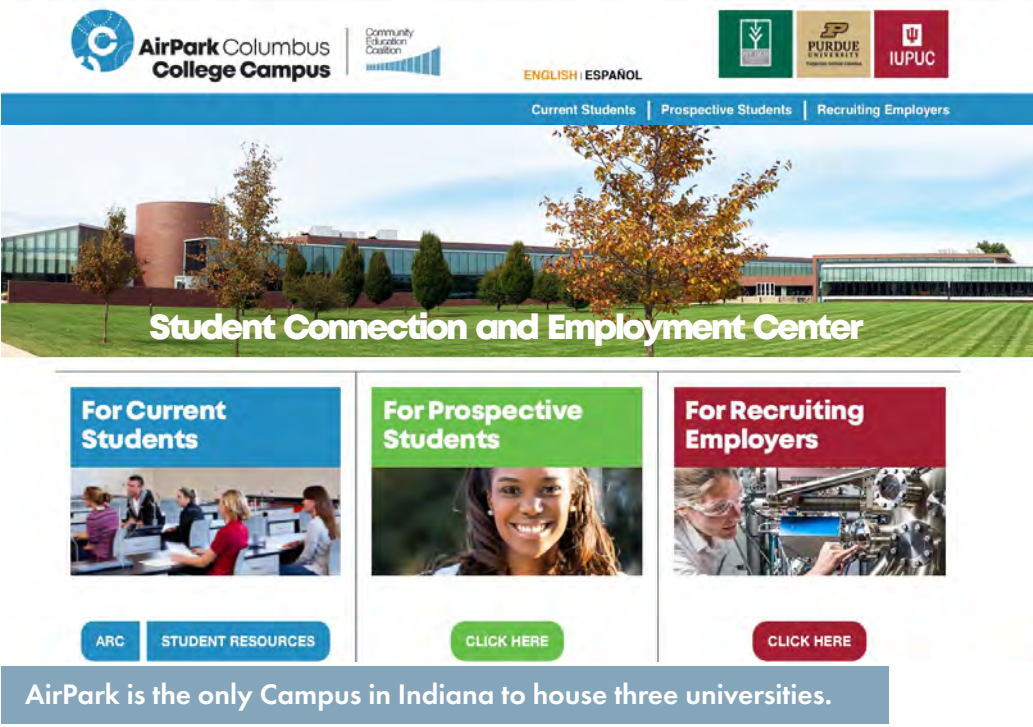 AirPark Columbus
College Campus
Community
Education
Coalition
ENGLISH | ESPAÑOL
PURDUE
UNIVERSITY
IUPUC
Current Students | Prospective Students | Recruiting Employers
Student Connection and Employment Center
For Current
Students
For Prospective
Students
For Recruiting
Employers
ARC
STUDENT RESOURCES
CLICK HERE
CLICK HERE
AirPark is the only Campus in Indiana to house three universities.